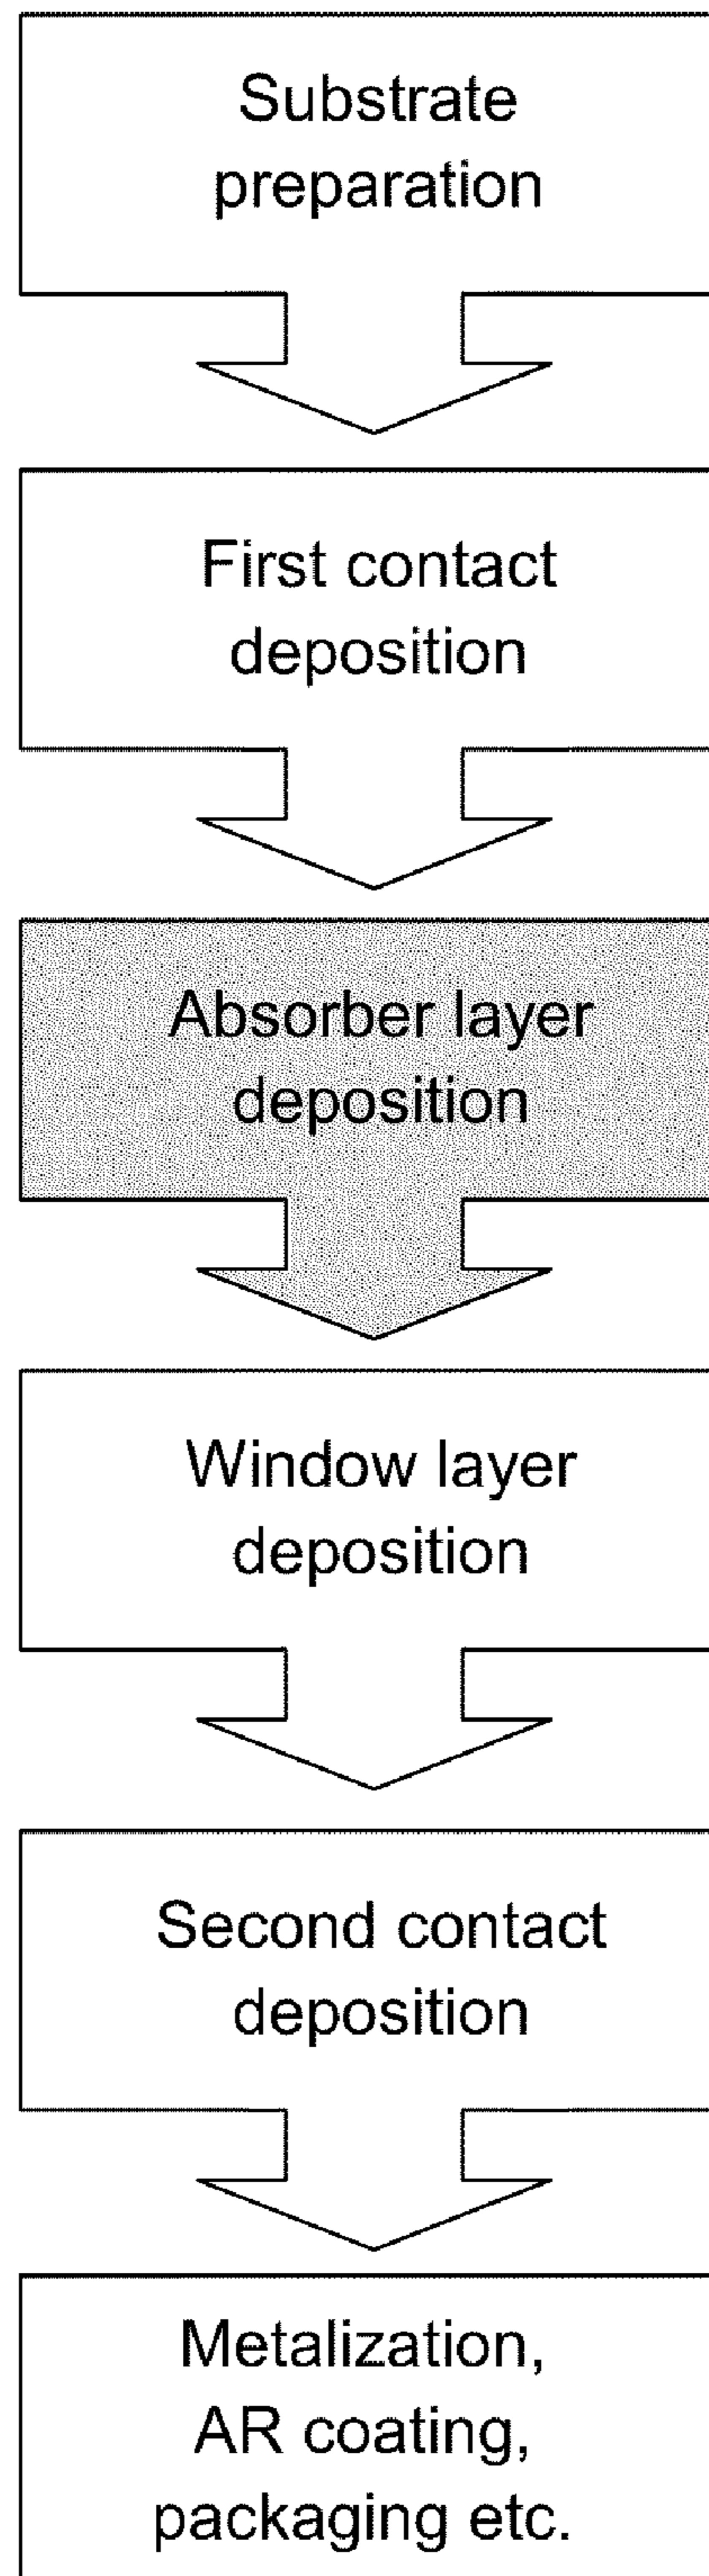 Substrate
preparation
First contact
deposition
Absorber layer
deposition
Window layer
deposition
Second contact
deposition
Metalization,
AR coating,
packaging etc.